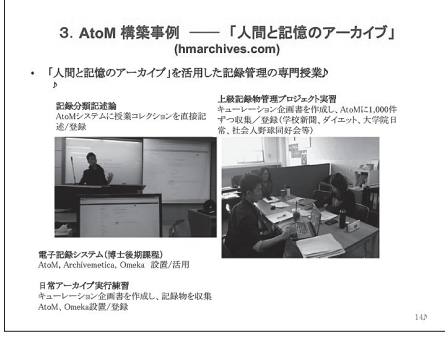 3. AtoM 構築事例 ―― 「人間と記憶のアーカイブ」
(hmarchives.com)
• 「人間と記憶のアーカイブ」を活用した記録管理の専門授業♪
♪
記録分類記述論
AtoMシステムに授業コレクションを直接記
述/登録
上級記録物管理プロジェクト実習
キューレーション企画書を作成し、AtoMに1,000件
ずつ収集／登録(学校新聞、ダイエット、大学院日
常、社会人野球同好会等)
電子記録システム(博士後期課程)
AtoM, Archivemetica, Omeka 設置/活用
日常アーカイブ実行練習
キューレーション企画書を作成し、記録物を収集
AtoM、Omeka設置/登録
14♪